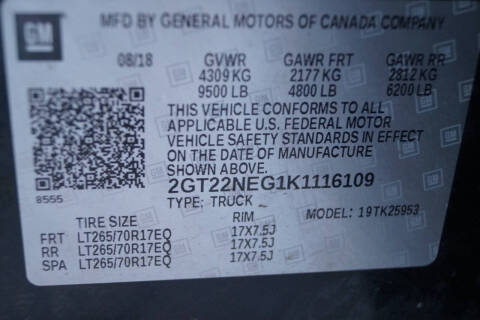 GM
MFD BY GENERAL MOTORS OF CANADA COMPANY
08/18 GVWR GAWR FRT GAWR RR
4309 KG 2177 KG 2812 KG
9500 LB 4800 LB 6200 LB
THIS VEHICLE CONFORMS TO ALL
APPLICABLE U.S. FEDERAL MOTOR
VEHICLE SAFETY STANDARDS IN EFFECT
ON THE DATE OF MANUFACTURE
SHOWN ABOVE.
8555 2GT22NEG1K1116109
TYPE: TRUCK MODEL: 19TK25953
TIRE SIZE RIM
FRT LT265/70R17EQ 17X7.5J
RR LT265/70R17EQ 17X7.5J
SPA LT265/70R17EQ 17X7.5J